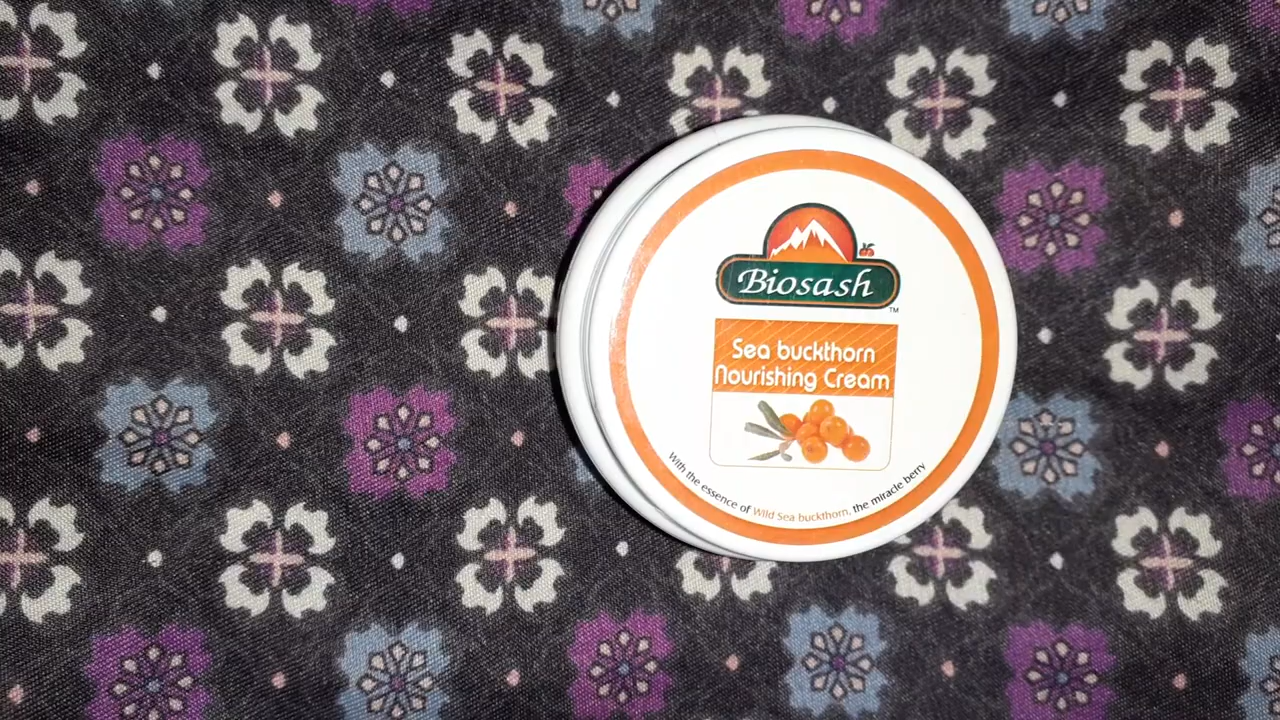 Biosash
TM
Sea buckthorn
Nourishing Cream
With the essence of Wild Sea buckthorn, the miracle berry